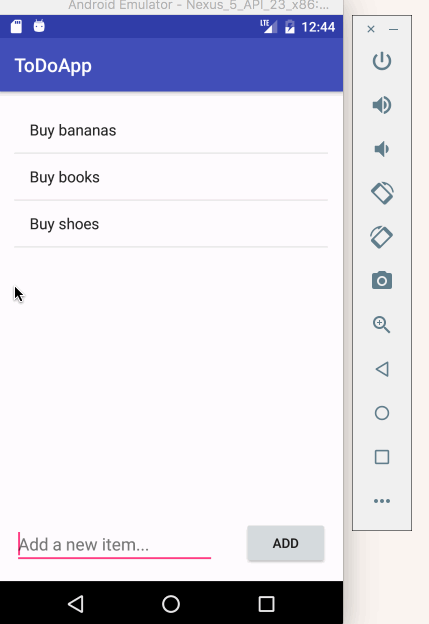 Android Emulator - Nexus_5_API_23_x86:...
LTE 12:44
ToDoApp
Buy bananas
Buy books
Buy shoes
Add a new item...
ADD